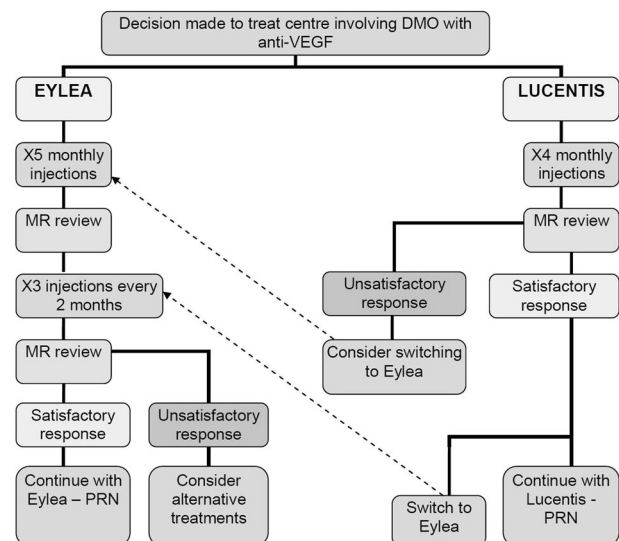 Decision made to treat centre involving DMO with
anti-VEGF
EYLEA
LUCENTIS
X5 monthly
injections
X4 monthly
injections
MR review
MR review
X3 injections every
2 months
Unsatisfactory
response
Satisfactory
response
MR review
Consider switching
to Eylea
Satisfactory
response
Unsatisfactory
response
Continue with
Eylea – PRN
Consider
alternative
treatments
Switch to
Eylea
Continue with
Lucentis -
PRN